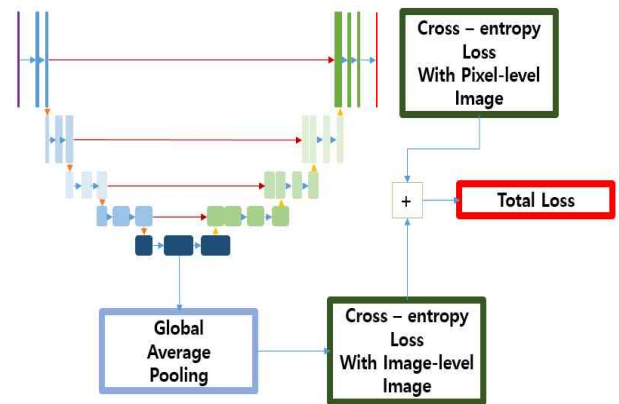 Cross – entropy
Loss
With Pixel-level
Image
+
Total Loss
Global
Average
Pooling
Cross – entropy
Loss
With Image-level
Image